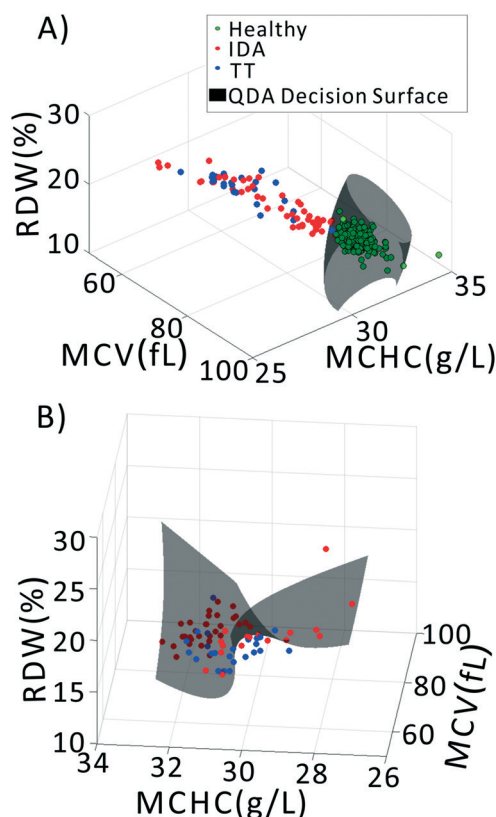 A)
Healthy
IDA
TT
QDA Decision Surface
30
20
10
RDW(%)
60
80
100
MCV(fL)
25
30
35
MCHC(g/L)
B)
30
25
20
15
10
RDW(%)
34
32
30
28
26
MCHC(g/L)
100
80
60
MCV(fL)